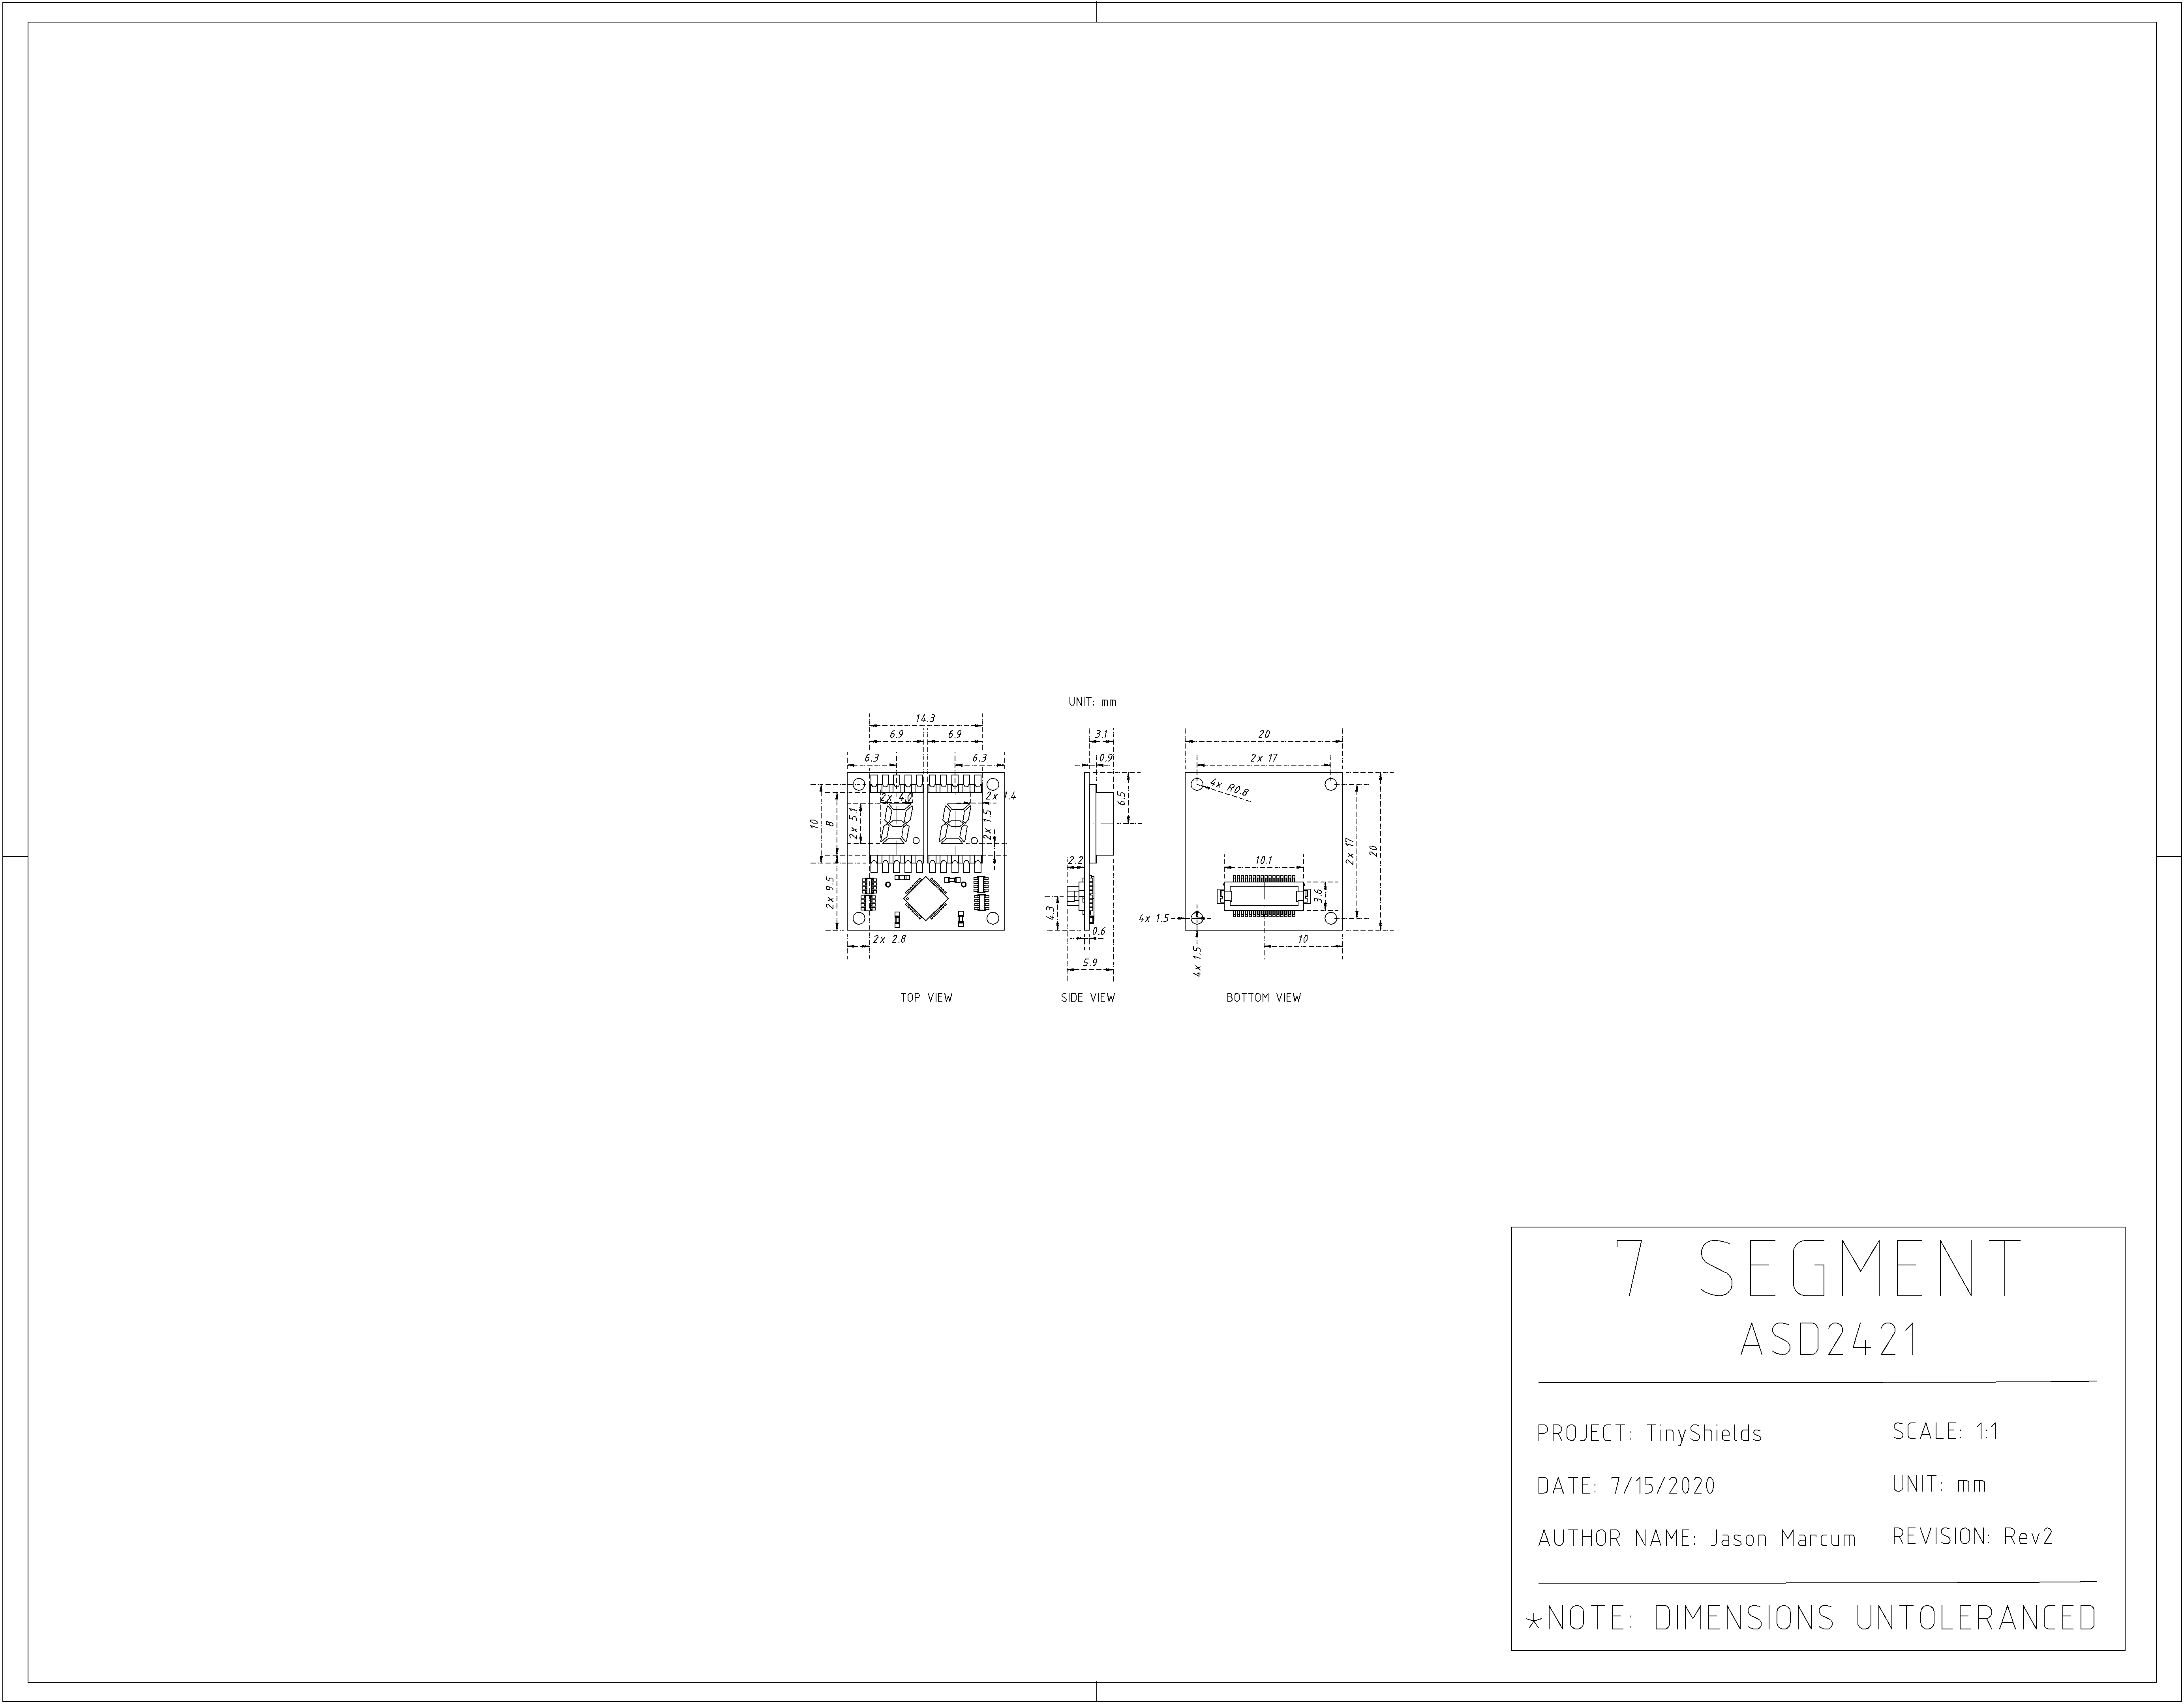 UNIT: mm
14.3
6.9 6.9
6.3 6.3
2x 4.0 2x 1.4
10 8 2x 5.1 2x 1.5
2x 9.5
2x 2.8
TOP VIEW
3.1
0.9
6.5
2.2
4.3
0.6
5.9
SIDE VIEW
20
2x 17
4x R0.8
2x 17 20
10.1
3.6
4x 1.5
4x 1.5
10
BOTTOM VIEW
7 SEGMENT
ASD2421
PROJECT: TinyShields SCALE: 1:1
DATE: 7/15/2020 UNIT: mm
AUTHOR NAME: Jason Marcum REVISION: Rev2
*NOTE: DIMENSIONS UNTOLERANCED